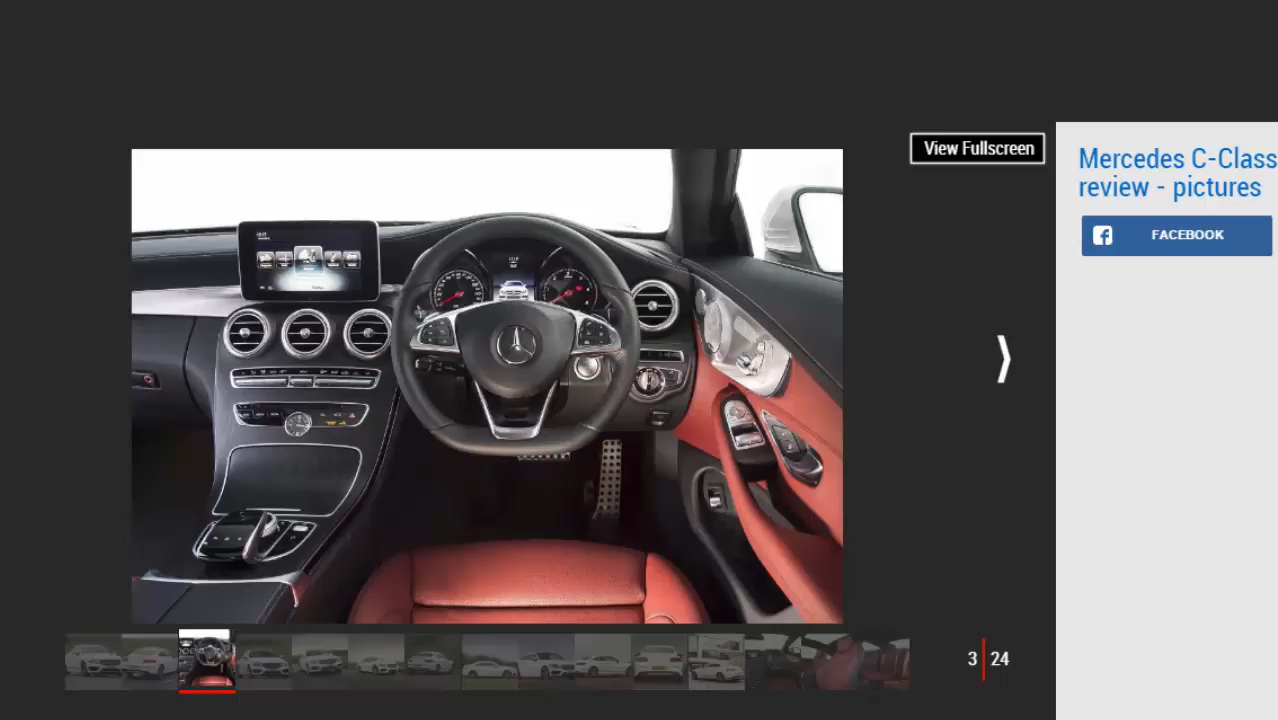 View Fullscreen
Mercedes C-Class
review - pictures
FACEBOOK
3 24